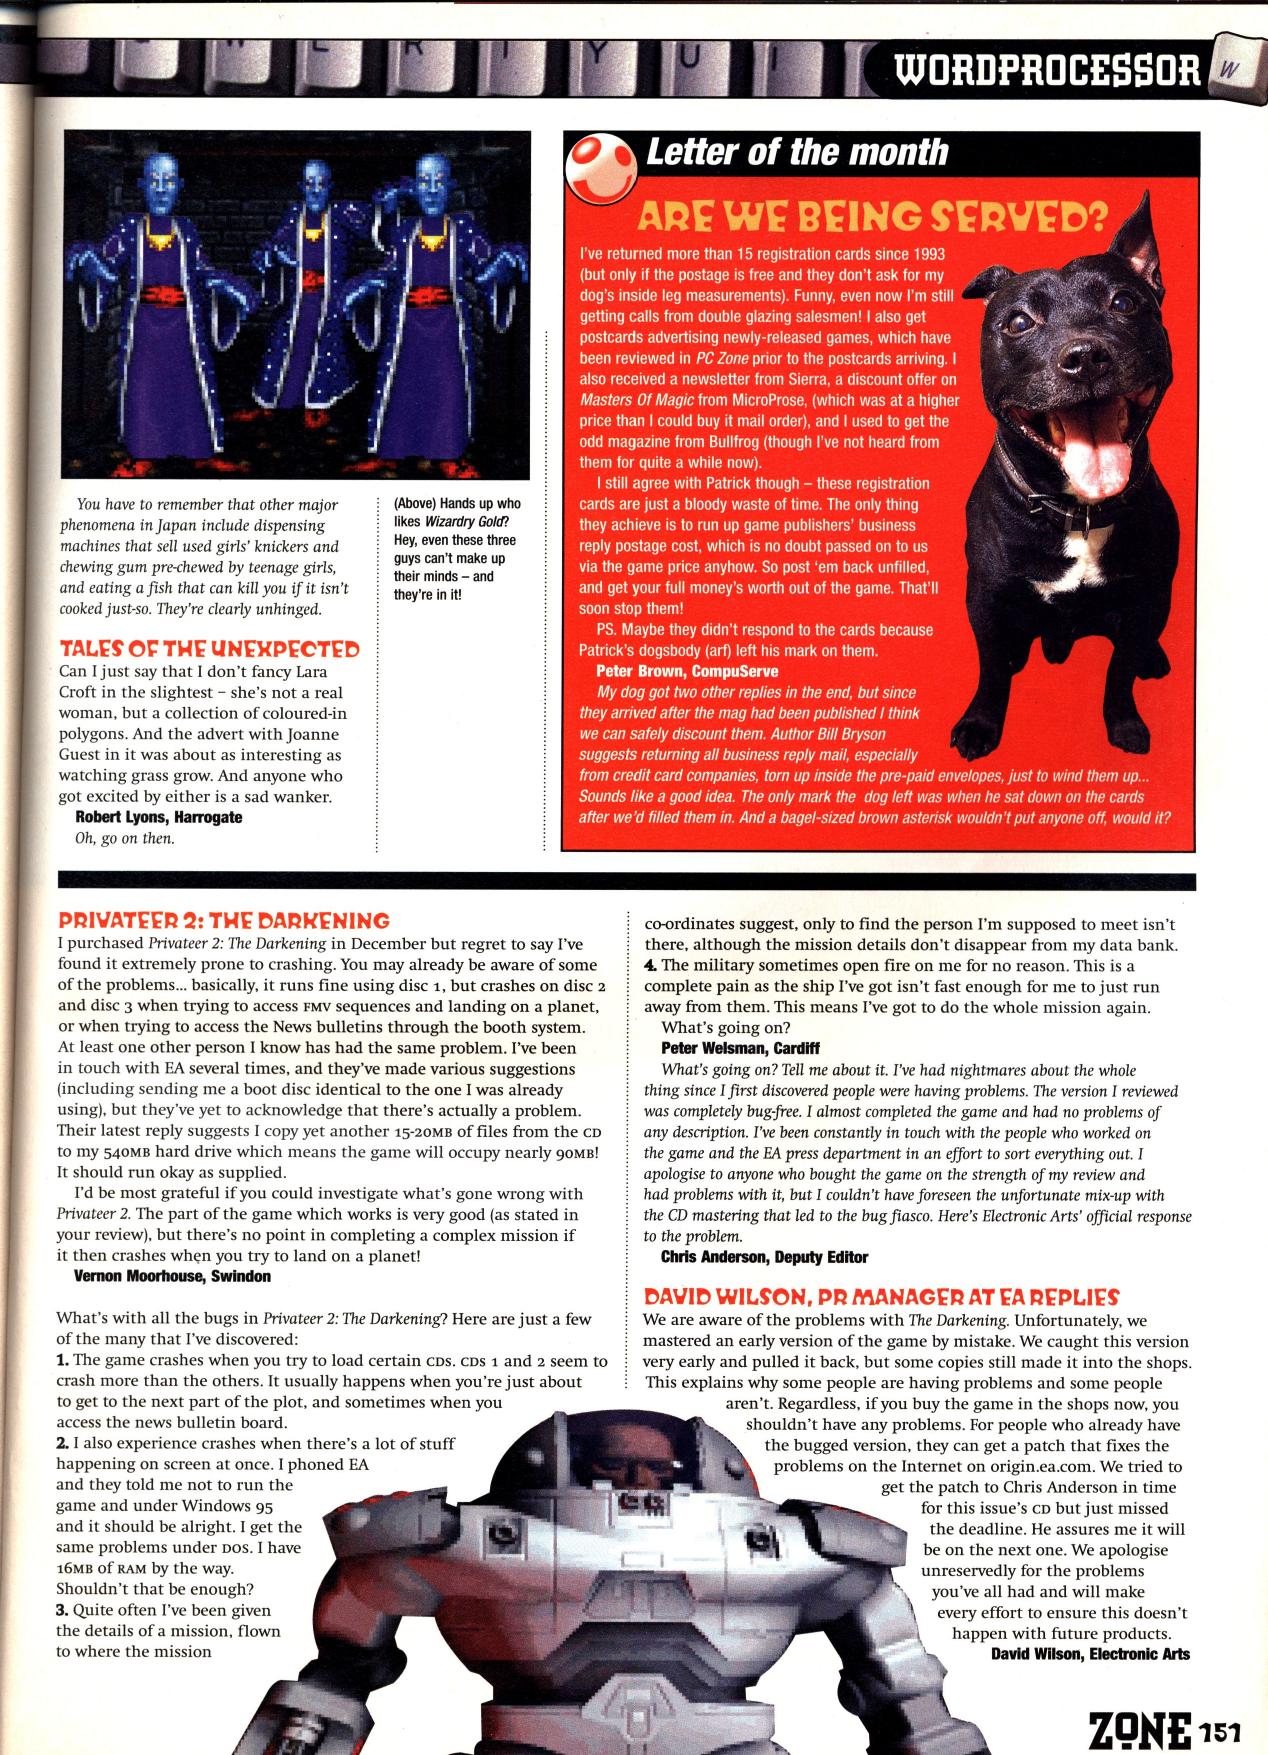 WORDPROCESSOR
W
You have to remember that other major
phenomena in Japan include dispensing
machines that sell used girls' knickers and
chewing gum pre-chewed by teenage girls,
and eating a fish that can kill you if it isn't
cooked just-so. They're clearly unhinged.
TALES OF THE UNEXPECTED
Can I just say that I don't fancy Lara
Croft in the slightest – she's not a real
woman, but a collection of coloured-in
polygons. And the advert with Joanne
Guest in it was about as interesting as
watching grass grow. And anyone who
got excited by either is a sad wanker.
Robert Lyons, Harrogate
Oh, go on then.
(Above) Hands up who
likes Wizardry Gold?
Hey, even these three
guys can't make up
their minds – and
they're in it!
Letter of the month
ARE WE BEING SERVED?
I've returned more than 15 registration cards since 1993
(but only if the postage is free and they don't ask for my
dog's inside leg measurements). Funny, even now I'm still
getting calls from double glazing salesmen! I also get
postcards advertising newly-released games, which have
been reviewed in PC Zone prior to the postcards arriving. I
also received a newsletter from Sierra, a discount offer on
Masters Of Magic from MicroProse, (which was at a higher
price than I could buy it mail order), and I used to get the
odd magazine from Bullfrog (though I've not heard from
them for quite a while now).
I still agree with Patrick though – these registration
cards are just a bloody waste of time. The only thing
they achieve is to run up game publishers' business
reply postage cost, which is no doubt passed on to us
via the game price anyhow. So post 'em back unfilled,
and get your full money's worth out of the game. That'll
soon stop them!
PS. Maybe they didn't respond to the cards because
Patrick's dogsbody (arf) left his mark on them.
Peter Brown, CompuServe
My dog got two other replies in the end, but since
they arrived after the mag had been published I think
we can safely discount them. Author Bill Bryson
suggests returning all business reply mail, especially
from credit card companies, torn up inside the pre-paid envelopes, just to wind them up...
Sounds like a good idea. The only mark the dog left was when he sat down on the cards
after we'd filled them in. And a bagel-sized brown asterisk wouldn't put anyone off, would it?
PRIVATEER 2: THE DARKENING
I purchased Privateer 2: The Darkening in December but regret to say I've
found it extremely prone to crashing. You may already be aware of some
of the problems... basically, it runs fine using disc 1, but crashes on disc 2
and disc 3 when trying to access FMV sequences and landing on a planet,
or when trying to access the News bulletins through the booth system.
At least one other person I know has had the same problem. I've been
in touch with EA several times, and they've made various suggestions
(including sending me a boot disc identical to the one I was already
using), but they've yet to acknowledge that there's actually a problem.
Their latest reply suggests I copy yet another 15-20MB of files from the CD
to my 540MB hard drive which means the game will occupy nearly 90MB!
It should run okay as supplied.
I'd be most grateful if you could investigate what's gone wrong with
Privateer 2. The part of the game which works is very good (as stated in
your review), but there's no point in completing a complex mission if
it then crashes when you try to land on a planet!
Vernon Moorhouse, Swindon
What's with all the bugs in Privateer 2: The Darkening? Here are just a few
of the many that I've discovered:
1. The game crashes when you try to load certain CDs. CDs 1 and 2 seem to
crash more than the others. It usually happens when you're just about
to get to the next part of the plot, and sometimes when you
access the news bulletin board.
2. I also experience crashes when there's a lot of stuff
happening on screen at once. I phoned EA
and they told me not to run the
game and under Windows 95
and it should be alright. I get the
same problems under DOS. I have
16MB of RAM by the way.
Shouldn't that be enough?
3. Quite often I've been given
the details of a mission, flown
to where the mission
co-ordinates suggest, only to find the person I'm supposed to meet isn't
there, although the mission details don't disappear from my data bank.
4. The military sometimes open fire on me for no reason. This is a
complete pain as the ship I've got isn't fast enough for me to just run
away from them. This means I've got to do the whole mission again.
What's going on?
Peter Welsman, Cardiff
What's going on? Tell me about it. I've had nightmares about the whole
thing since I first discovered people were having problems. The version I reviewed
was completely bug-free. I almost completed the game and had no problems of
any description. I've been constantly in touch with the people who worked on
the game and the EA press department in an effort to sort everything out. I
apologise to anyone who bought the game on the strength of my review and
had problems with it, but I couldn't have foreseen the unfortunate mix-up with
the CD mastering that led to the bug fiasco. Here's Electronic Arts' official response
to the problem.
Chris Anderson, Deputy Editor
DAVID WILSON, PR MANAGER AT EA REPLIES
We are aware of the problems with The Darkening. Unfortunately, we
mastered an early version of the game by mistake. We caught this version
very early and pulled it back, but some copies still made it into the shops.
This explains why some people are having problems and some people
aren't. Regardless, if you buy the game in the shops now, you
shouldn't have any problems. For people who already have
the bugged version, they can get a patch that fixes the
problems on the Internet on origin.ea.com. We tried to
get the patch to Chris Anderson in time
for this issue's CD but just missed
the deadline. He assures me it will
be on the next one. We apologise
unreservedly for the problems
you've all had and will make
every effort to ensure this doesn't
happen with future products.
David Wilson, Electronic Arts
ZONE 151